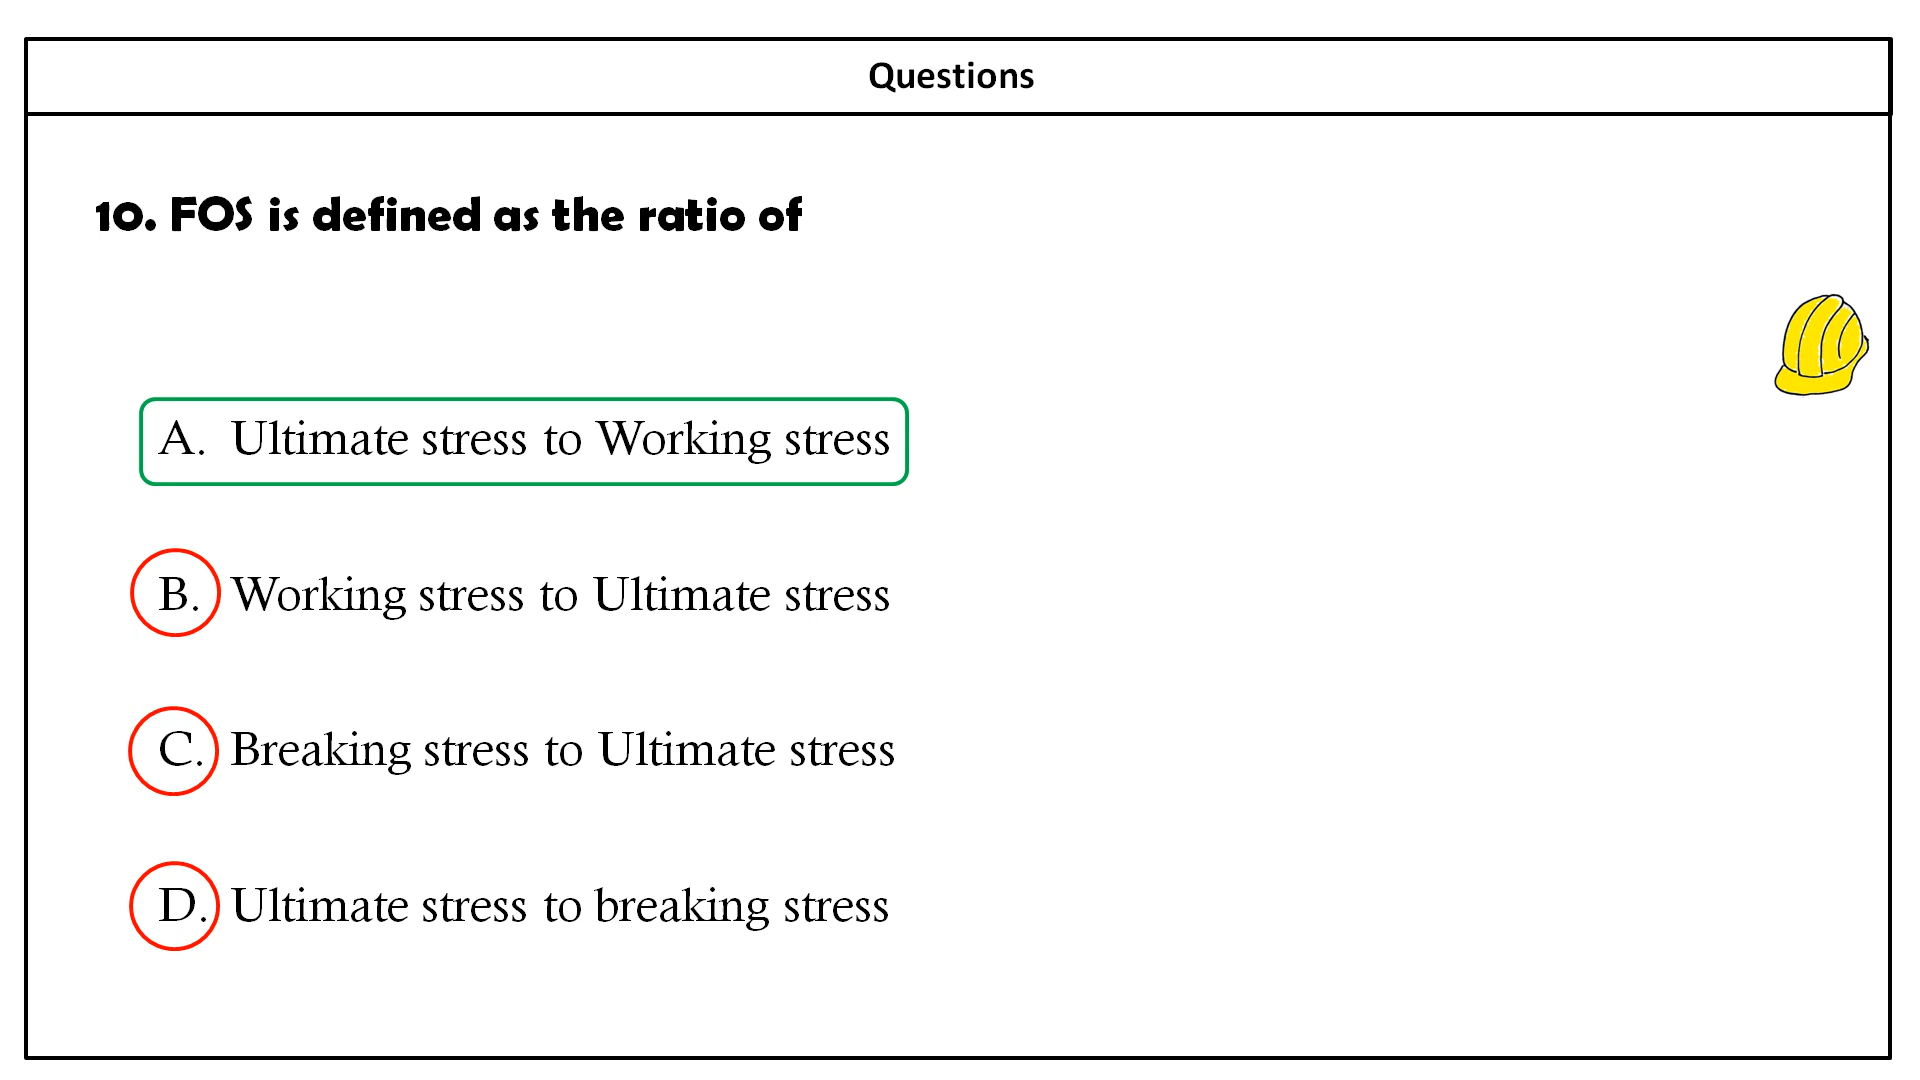 Questions
10. FOS is defined as the ratio of
A. Ultimate stress to Working stress
B. Working stress to Ultimate stress
C. Breaking stress to Ultimate stress
D. Ultimate stress to breaking stress